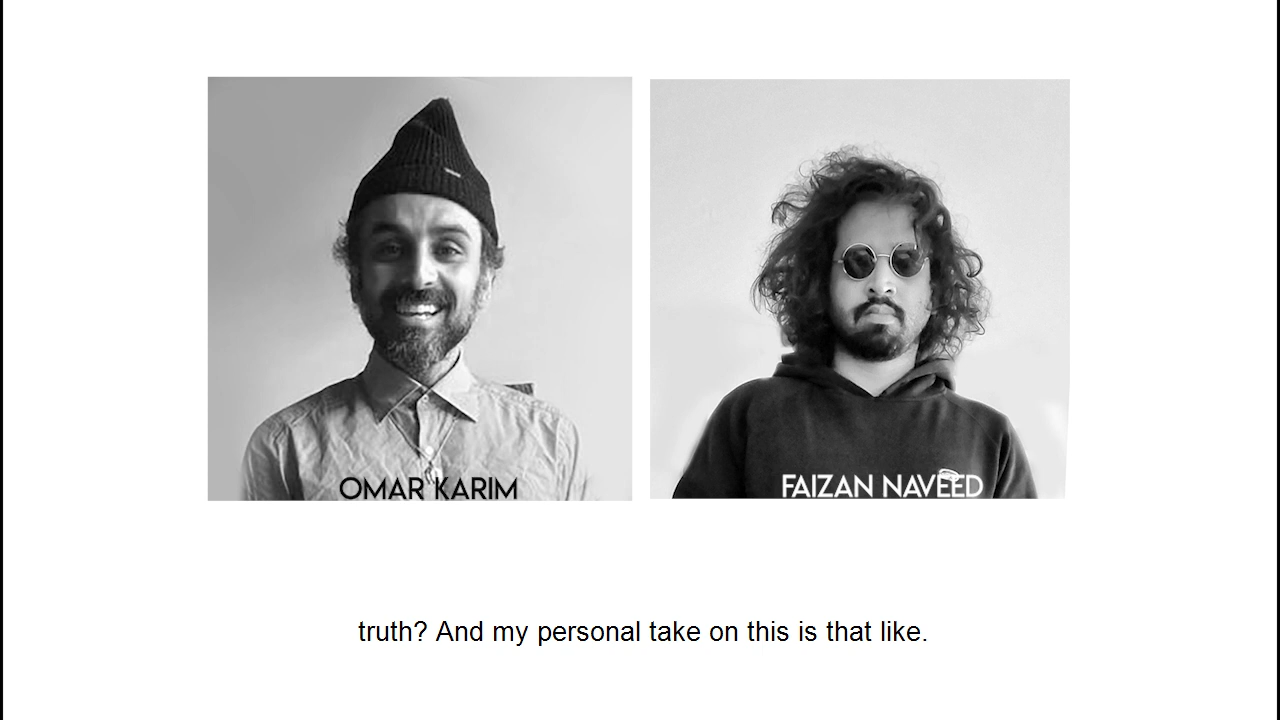 OMAR KARIM
FAIZAN NAVEED
truth? And my personal take on this is that like.